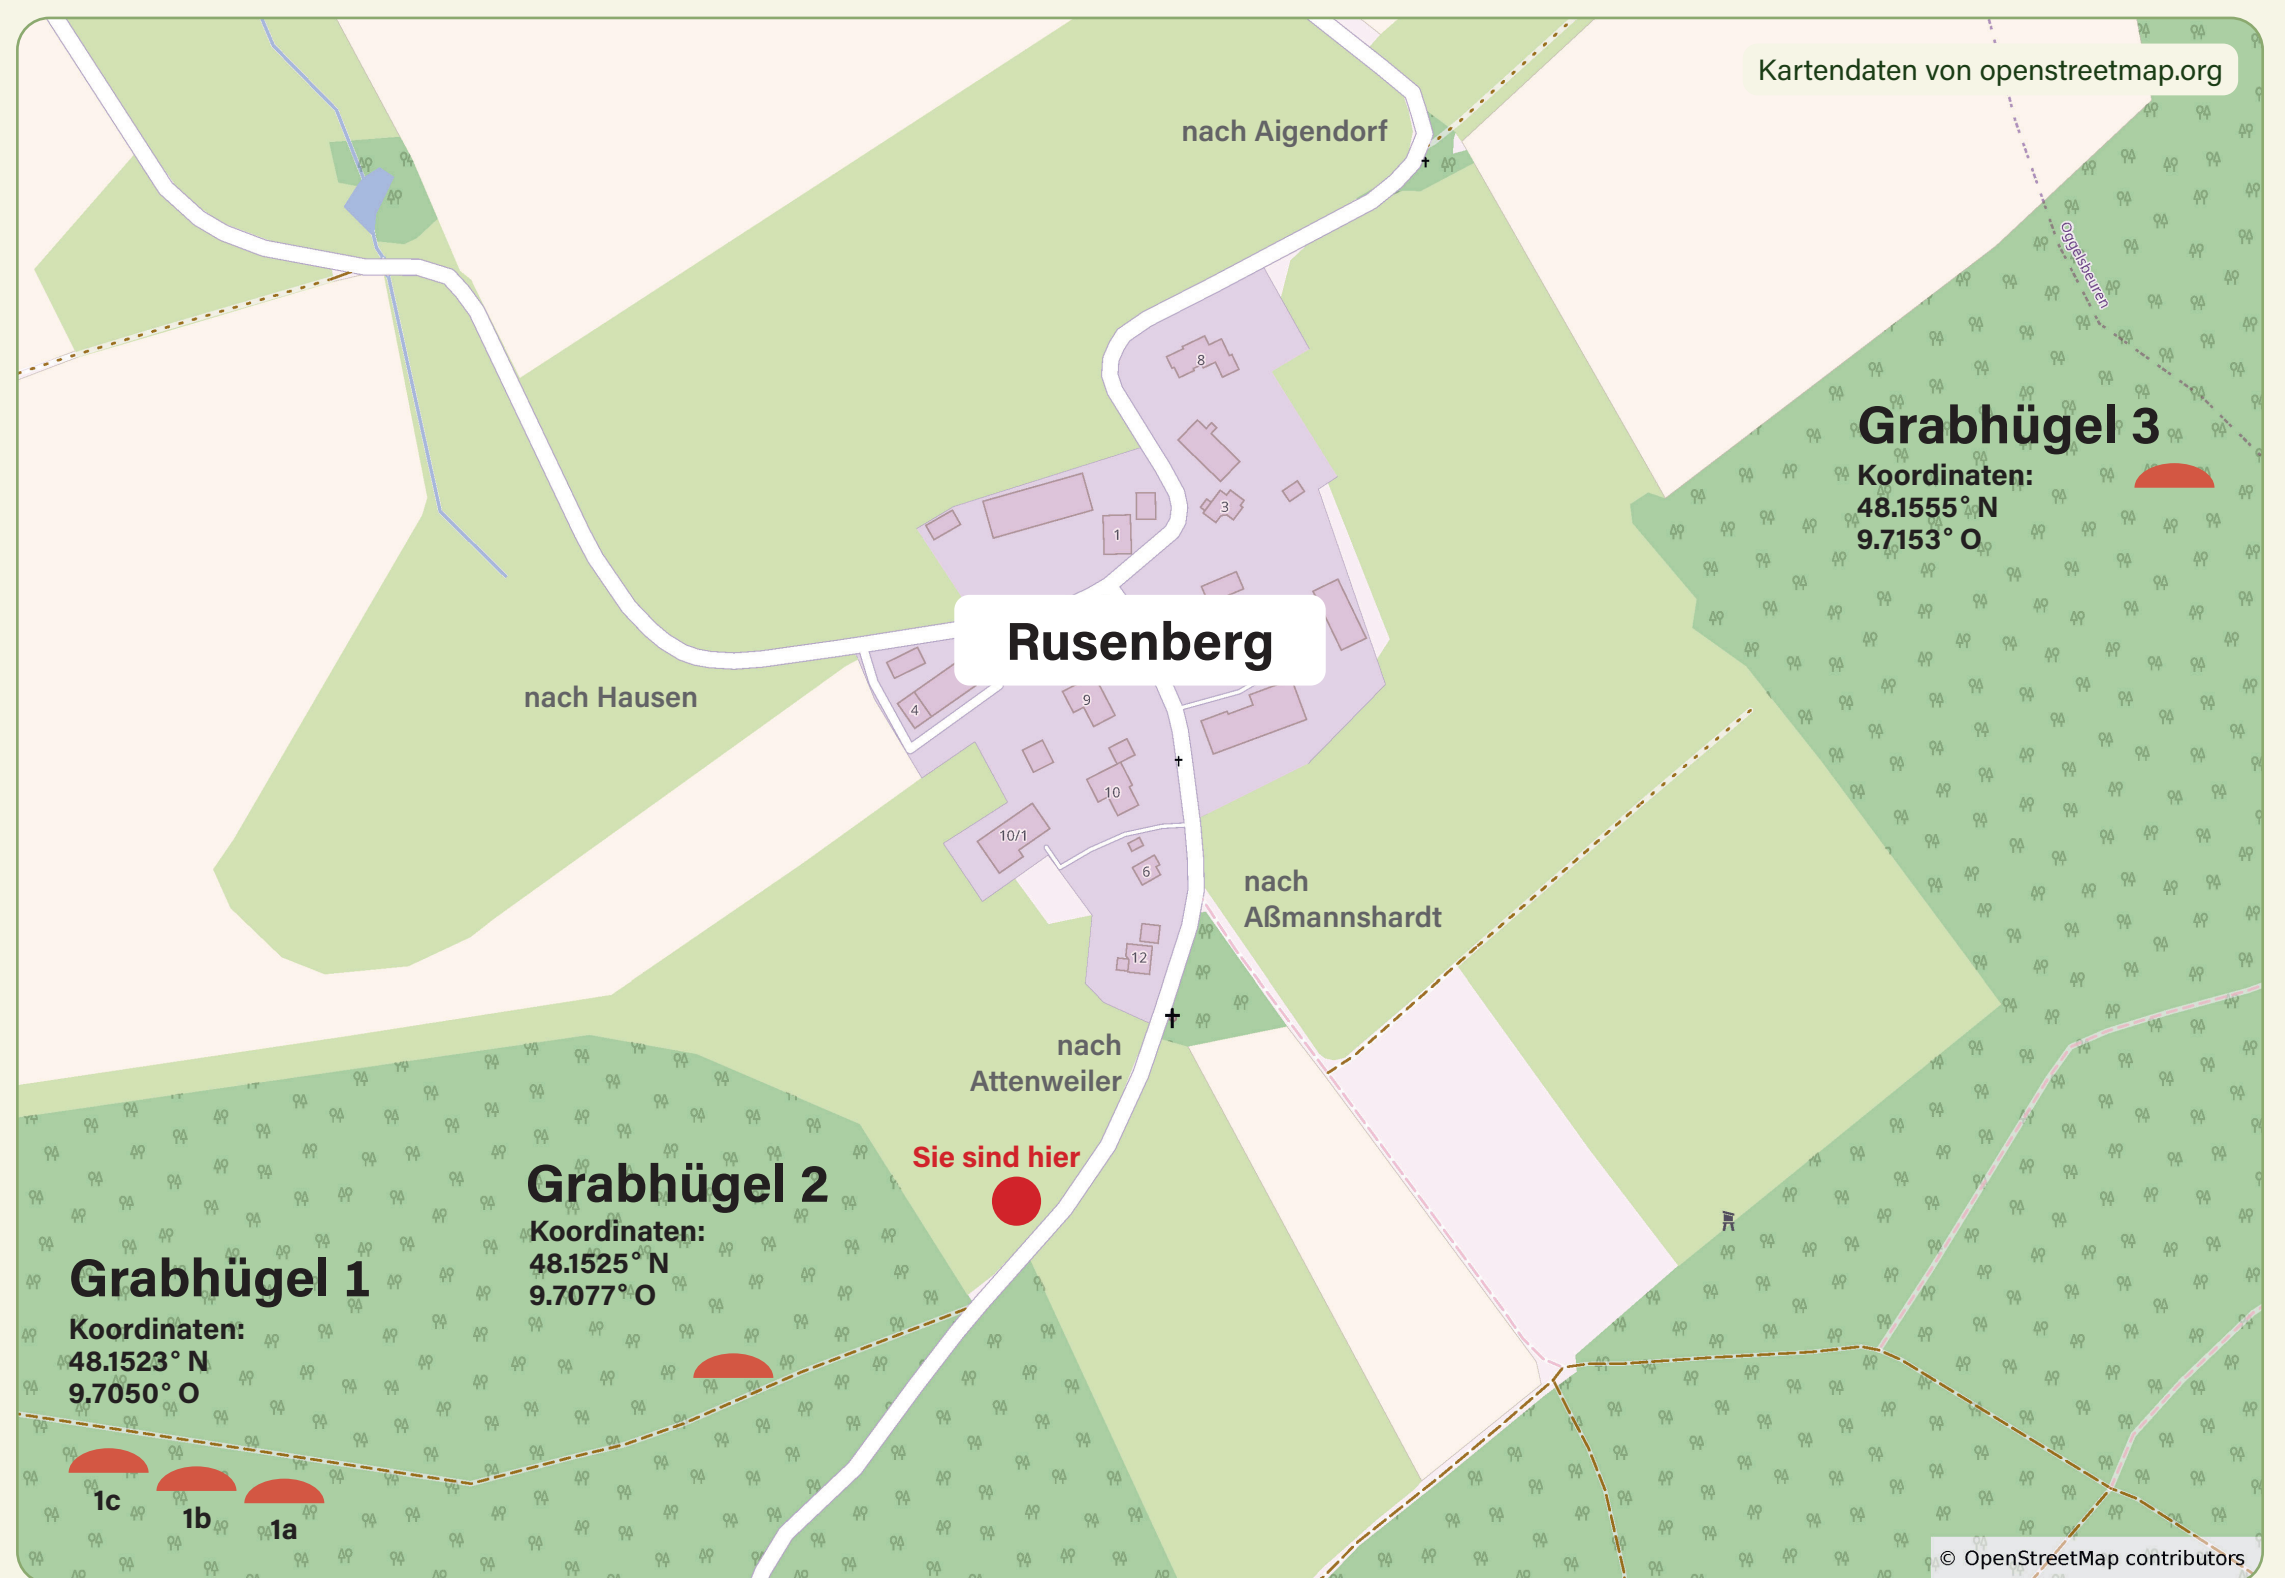 Kartendaten von openstreetmap.org
nach Aigendorf
Oggelsbeuren
8
Grabhügel 3
Koordinaten:
48.1555° N
9.7153° O
3
1
Rusenberg
nach Hausen
4
9
10
10/1
6
nach
Aßmannshardt
12
nach
Attenweiler
Sie sind hier
Grabhügel 2
Koordinaten:
48.1525° N
9.7077° O
Grabhügel 1
Koordinaten:
48.1523° N
9.7050° O
1c
1b
1a
© OpenStreetMap contributors